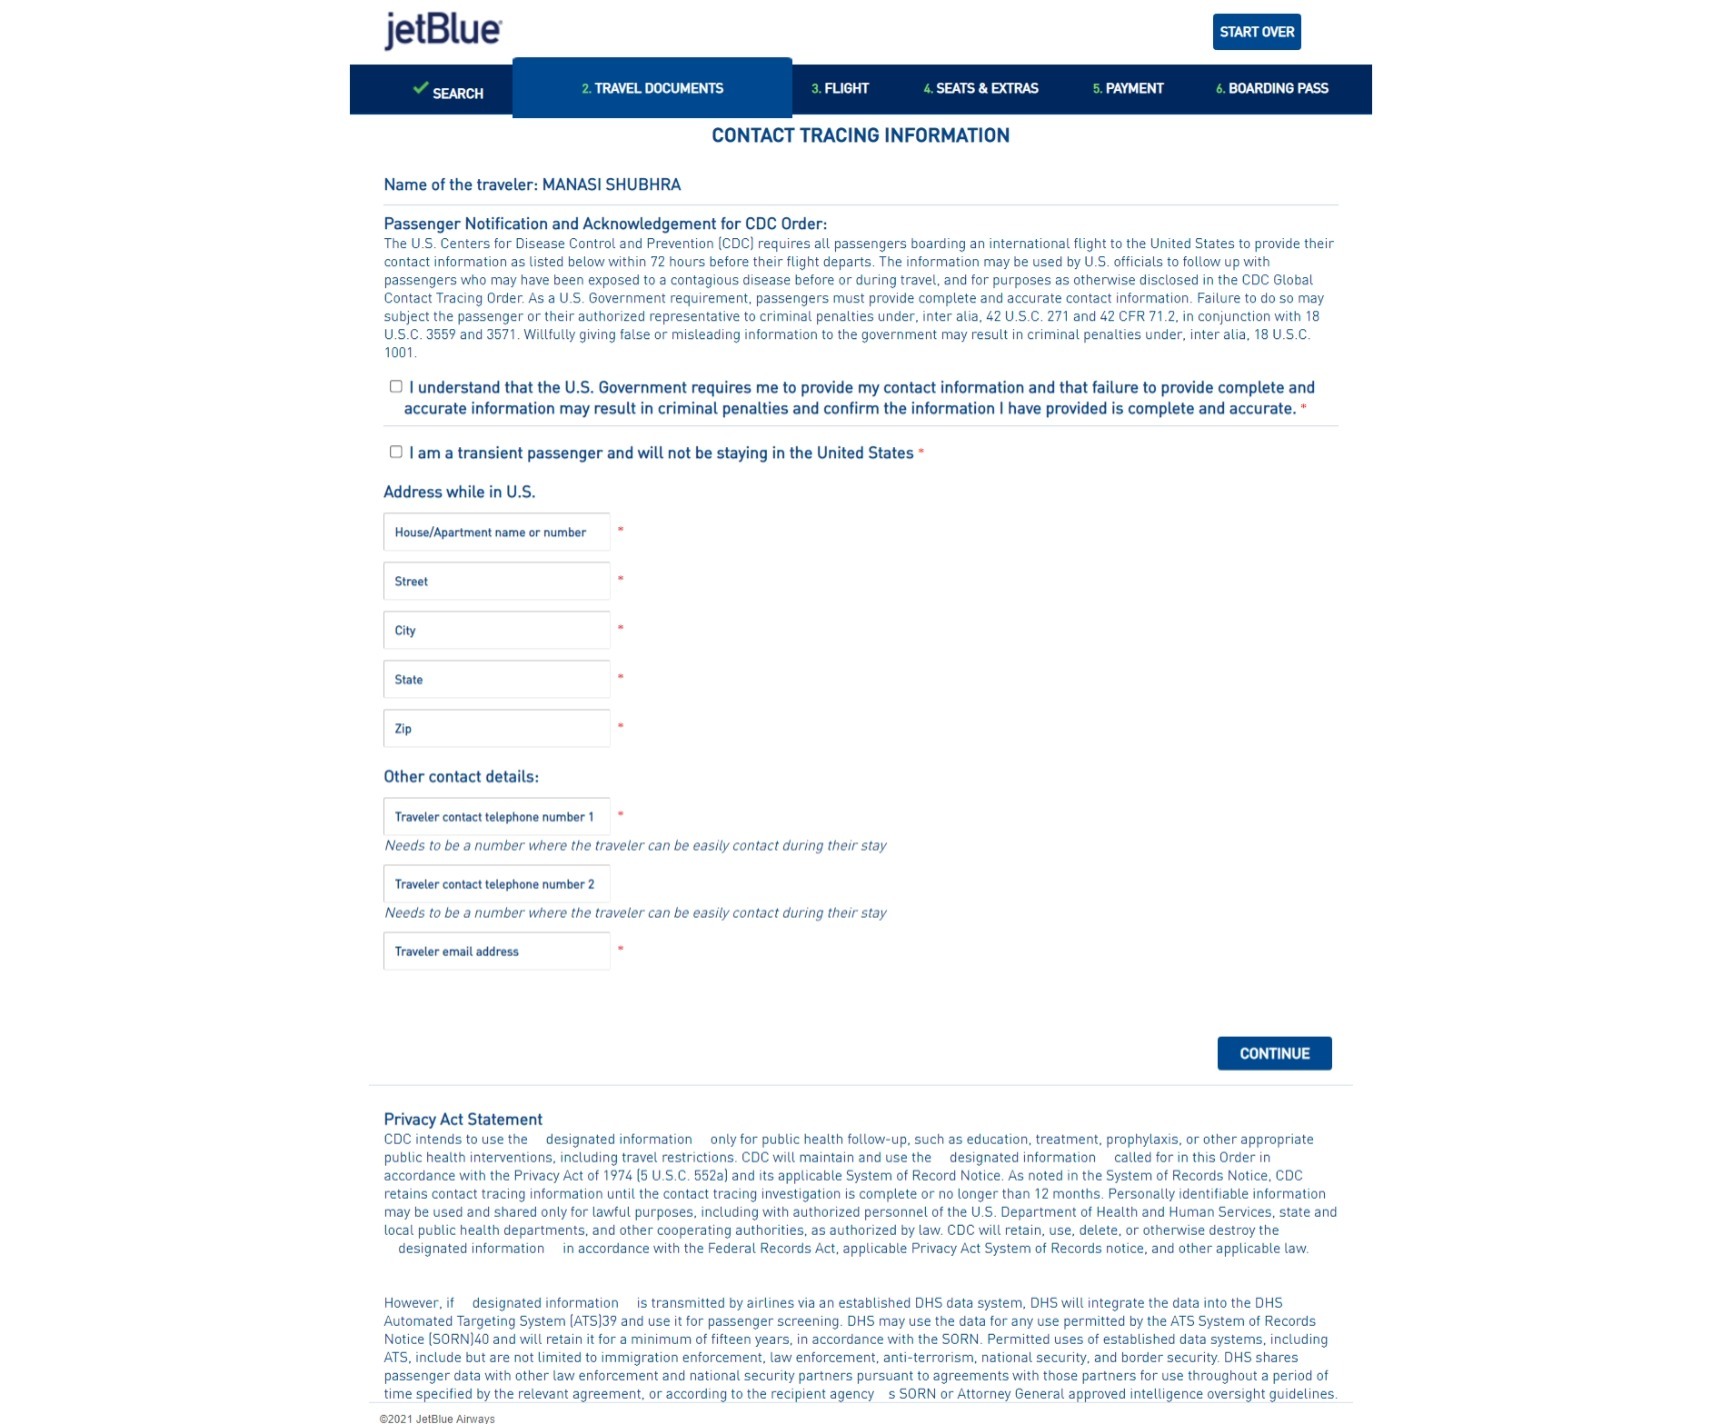 jetBlue
START OVER
SEARCH
2. TRAVEL DOCUMENTS
3. FLIGHT
4. SEATS & EXTRAS
5. PAYMENT
6. BOARDING PASS
CONTACT TRACING INFORMATION
Name of the traveler: MANASI SHUBHRA
Passenger Notification and Acknowledgement for CDC Order:
The U.S. Centers for Disease Control and Prevention (CDC) requires all passengers boarding an international flight to the United States to provide their
contact information as listed below within 72 hours before their flight departs. The information may be used by U.S. officials to follow up with
passengers who may have been exposed to a contagious disease before or during travel, and for purposes as otherwise disclosed in the CDC Global
Contact Tracing Order. As a U.S. Government requirement, passengers must provide complete and accurate contact information. Failure to do so may
subject the passenger or their authorized representative to criminal penalties under, inter alia, 42 U.S.C. 271 and 42 CFR 71.2, in conjunction with 18
U.S.C. 3559 and 3571. Willfully giving false or misleading information to the government may result in criminal penalties under, inter alia, 18 U.S.C.
1001.
I understand that the U.S. Government requires me to provide my contact information and that failure to provide complete and
accurate information may result in criminal penalties and confirm the information I have provided is complete and accurate. *
I am a transient passenger and will not be staying in the United States *
Address while in U.S.
House/Apartment name or number *
Street *
City *
State *
Zip *
Other contact details:
Traveler contact telephone number 1 *
Needs to be a number where the traveler can be easily contact during their stay
Traveler contact telephone number 2
Needs to be a number where the traveler can be easily contact during their stay
Traveler email address *
CONTINUE
Privacy Act Statement
CDC intends to use the designated information only for public health follow-up, such as education, treatment, prophylaxis, or other appropriate
public health interventions, including travel restrictions. CDC will maintain and use the designated information called for in this Order in
accordance with the Privacy Act of 1974 (5 U.S.C. 552a) and its applicable System of Record Notice. As noted in the System of Records Notice, CDC
retains contact tracing information until the contact tracing investigation is complete or no longer than 12 months. Personally identifiable information
may be used and shared only for lawful purposes, including with authorized personnel of the U.S. Department of Health and Human Services, state and
local public health departments, and other cooperating authorities, as authorized by law. CDC will retain, use, delete, or otherwise destroy the
designated information in accordance with the Federal Records Act, applicable Privacy Act System of Records notice, and other applicable law.
However, if designated information is transmitted by airlines via an established DHS data system, DHS will integrate the data into the DHS
Automated Targeting System (ATS)39 and use it for passenger screening. DHS may use the data for any use permitted by the ATS System of Records
Notice (SORN)40 and will retain it for a minimum of fifteen years, in accordance with the SORN. Permitted uses of established data systems, including
ATS, include but are not limited to immigration enforcement, law enforcement, anti-terrorism, national security, and border security. DHS shares
passenger data with other law enforcement and national security partners pursuant to agreements with those partners for use throughout a period of
time specified by the relevant agreement, or according to the recipient agency s SORN or Attorney General approved intelligence oversight guidelines.
©2021 JetBlue Airways